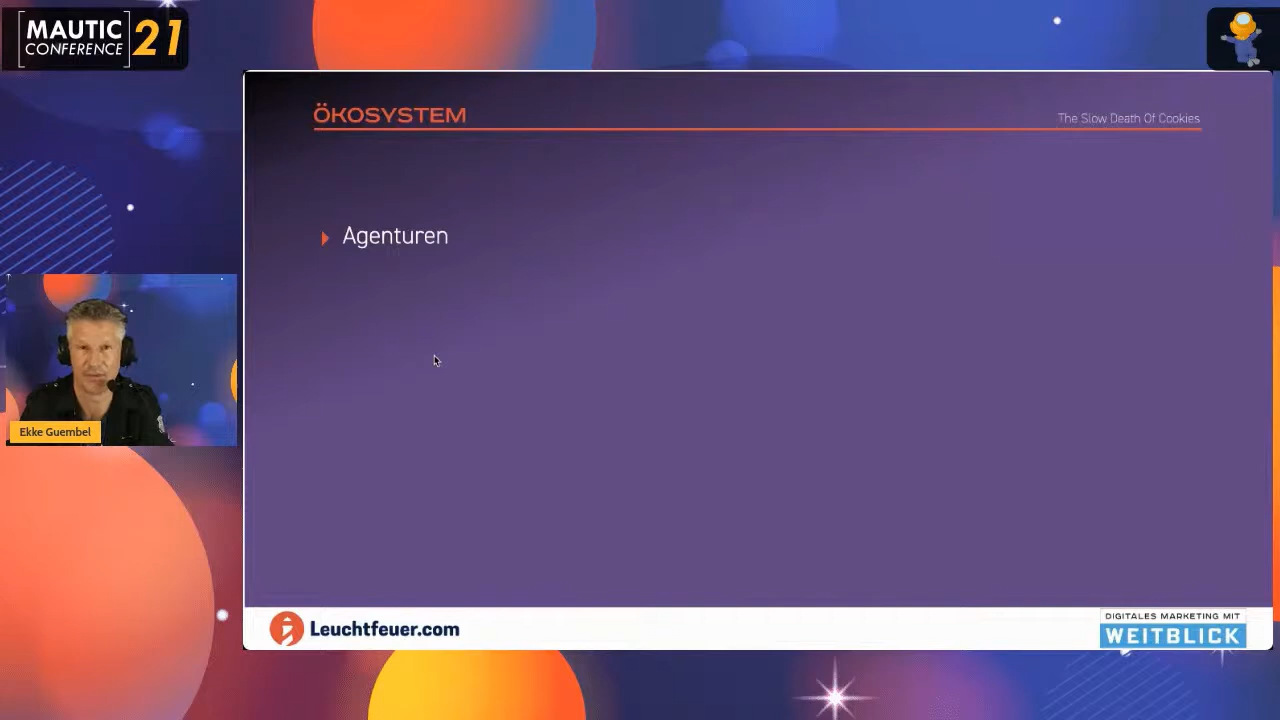 MAUTIC
CONFERENCE
21
ÖKOSYSTEM
The Slow Death Of Cookies
Agenturen
Ekke Guembel
Leuchtfeuer.com
DIGITALES MARKETING MIT
WEITBLICK